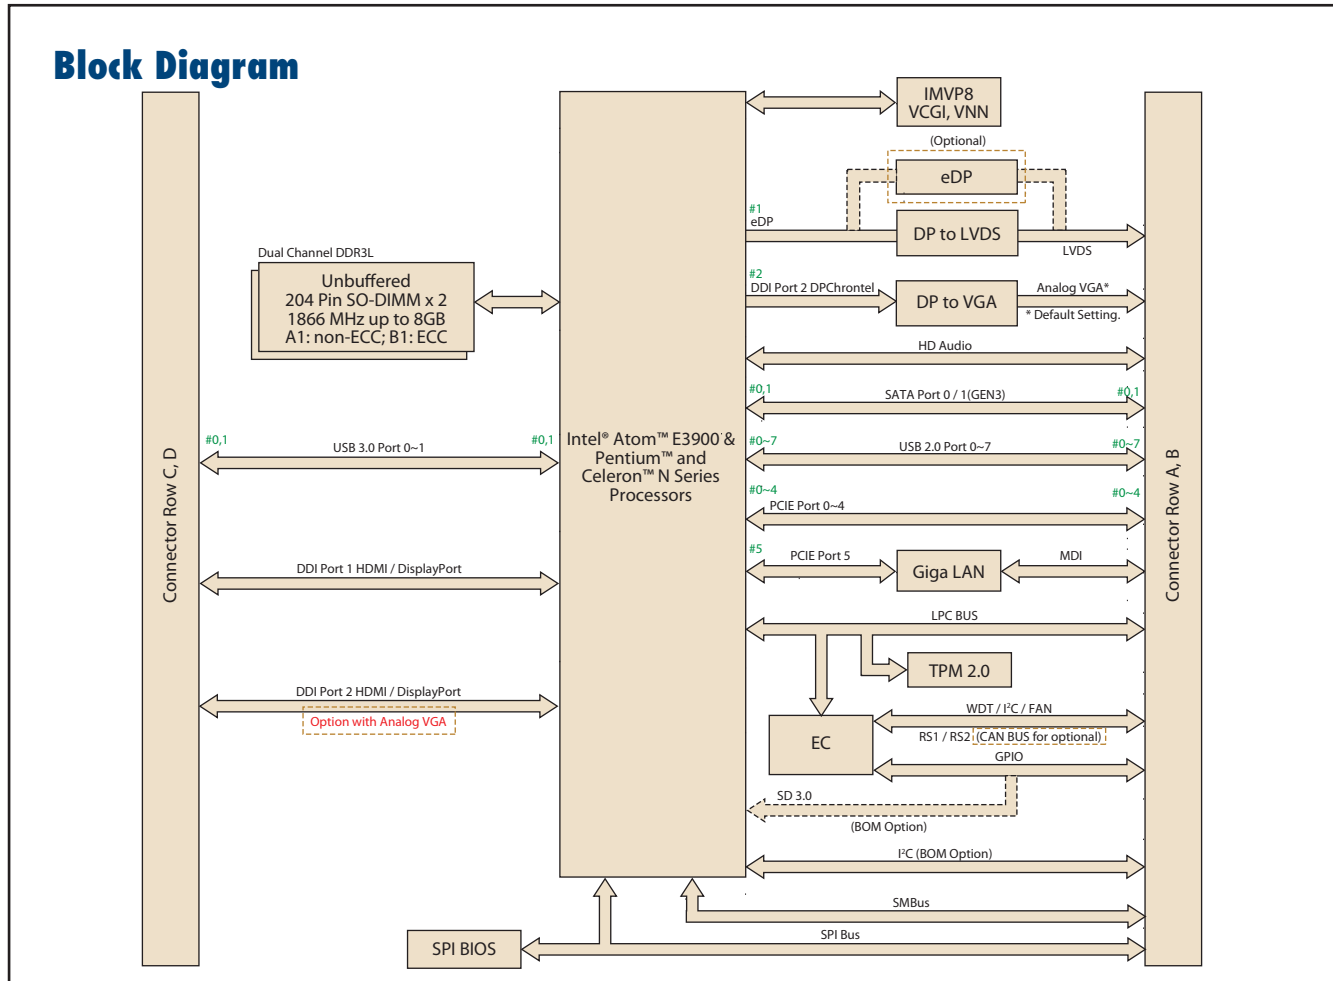 Block Diagram
IMVP8
VCGI, VNN
(Optional)
eDP
#1
eDP
DP to LVDS
LVDS
Dual Channel DDR3L
Unbuffered
204 Pin SO-DIMM x 2
1866 MHz up to 8GB
A1: non-ECC; B1: ECC
#2
DDI Port 2 DPChrontel
DP to VGA
Analog VGA*
* Default Setting.
HD Audio
#0,1
SATA Port 0 / 1(GEN3)
#0,1
#0,1
USB 3.0 Port 0~1
#0,1
Intel® Atom™ E3900 &
Pentium™ and
Celeron™ N Series
Processors
#0~7
USB 2.0 Port 0~7
#0~7
#0~4
PCIE Port 0~4
#0~4
Connector Row C, D
Connector Row A, B
#5
PCIE Port 5
Giga LAN
MDI
DDI Port 1 HDMI / DisplayPort
LPC BUS
TPM 2.0
DDI Port 2 HDMI / DisplayPort
Option with Analog VGA
EC
WDT / I²C / FAN
RS1 / RS2 (CAN BUS for optional)
GPIO
SD 3.0
(BOM Option)
I²C (BOM Option)
SMBus
SPI Bus
SPI BIOS